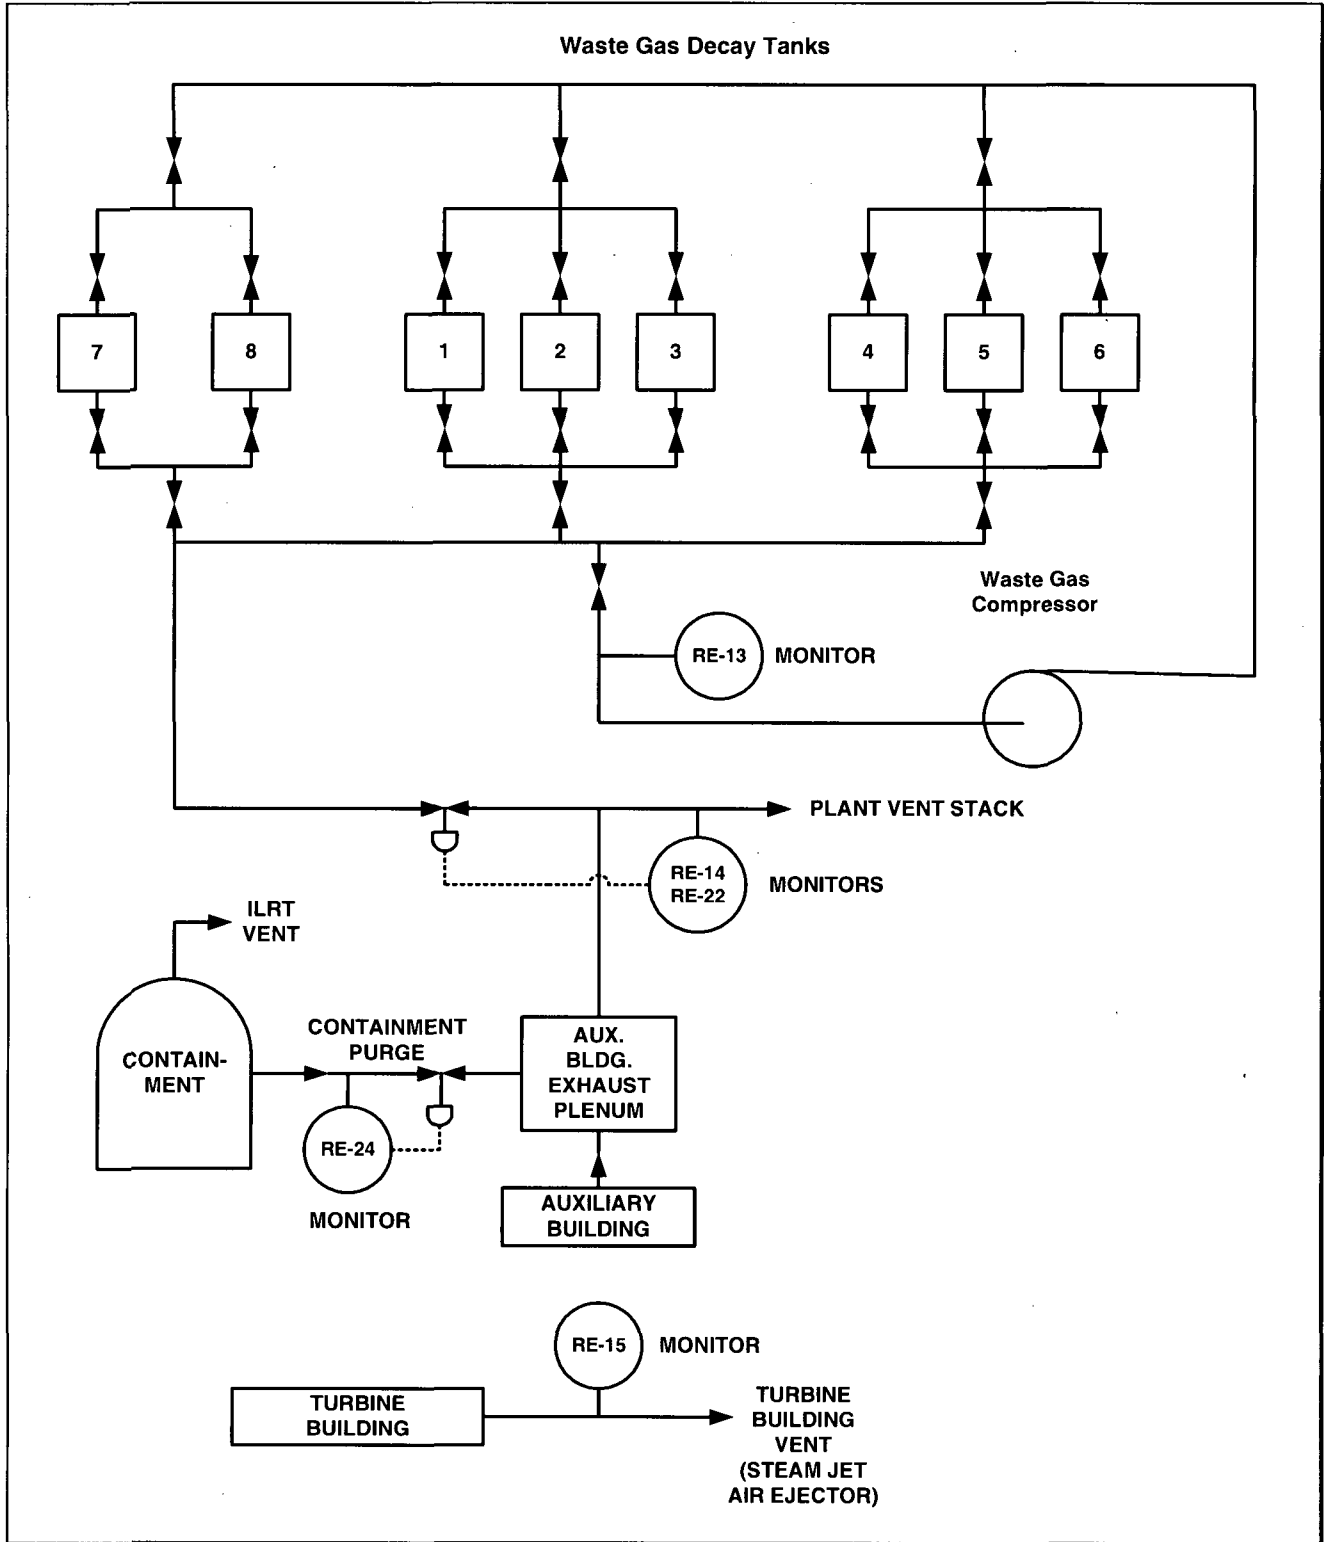 Waste Gas Decay Tanks
7
8
1
2
3
4
5
6
Waste Gas
Compressor
RE-13
MONITOR
PLANT VENT STACK
RE-14
RE-22
MONITORS
ILRT
VENT
CONTAIN-
MENT
CONTAINMENT
PURGE
AUX.
BLDG.
EXHAUST
PLENUM
RE-24
MONITOR
AUXILIARY
BUILDING
RE-15
MONITOR
TURBINE
BUILDING
TURBINE
BUILDING
VENT
(STEAM JET
AIR EJECTOR)